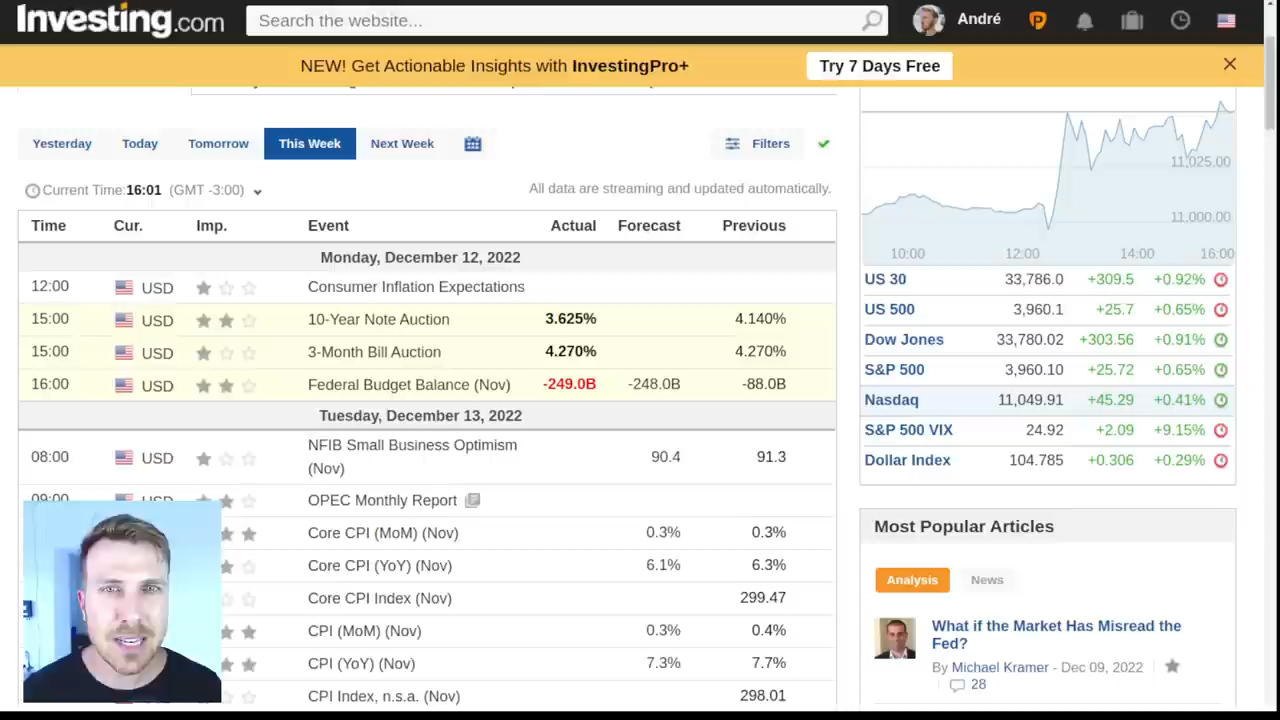 Investing.com
Search the website...
André
NEW! Get Actionable Insights with InvestingPro+
Try 7 Days Free
Yesterday
Today
Tomorrow
This Week
Next Week
Filters
Current Time:16:01 (GMT -3:00)
All data are streaming and updated automatically.
Time Cur. Imp. Event Actual Forecast Previous
Monday, December 12, 2022
12:00 USD Consumer Inflation Expectations
15:00 USD 10-Year Note Auction 3.625% 4.140%
15:00 USD 3-Month Bill Auction 4.270% 4.270%
16:00 USD Federal Budget Balance (Nov) -249.0B -248.0B -88.0B
Tuesday, December 13, 2022
08:00 USD NFIB Small Business Optimism 90.4 91.3
(Nov)
09:00 USD OPEC Monthly Report
Core CPI (MoM) (Nov) 0.3% 0.3%
Core CPI (YoY) (Nov) 6.1% 6.3%
Core CPI Index (Nov) 299.47
CPI (MoM) (Nov) 0.3% 0.4%
CPI (YoY) (Nov) 7.3% 7.7%
CPI Index, n.s.a. (Nov) 298.01
11,025.00
11,000.00
10:00 12:00 14:00 16:00
US 30 33,786.0 +309.5 +0.92%
US 500 3,960.1 +25.7 +0.65%
Dow Jones 33,780.02 +303.56 +0.91%
S&P 500 3,960.10 +25.72 +0.65%
Nasdaq 11,049.91 +45.29 +0.41%
S&P 500 VIX 24.92 +2.09 +9.15%
Dollar Index 104.785 +0.306 +0.29%
Most Popular Articles
Analysis
News
What if the Market Has Misread the
Fed?
By Michael Kramer - Dec 09, 2022
28